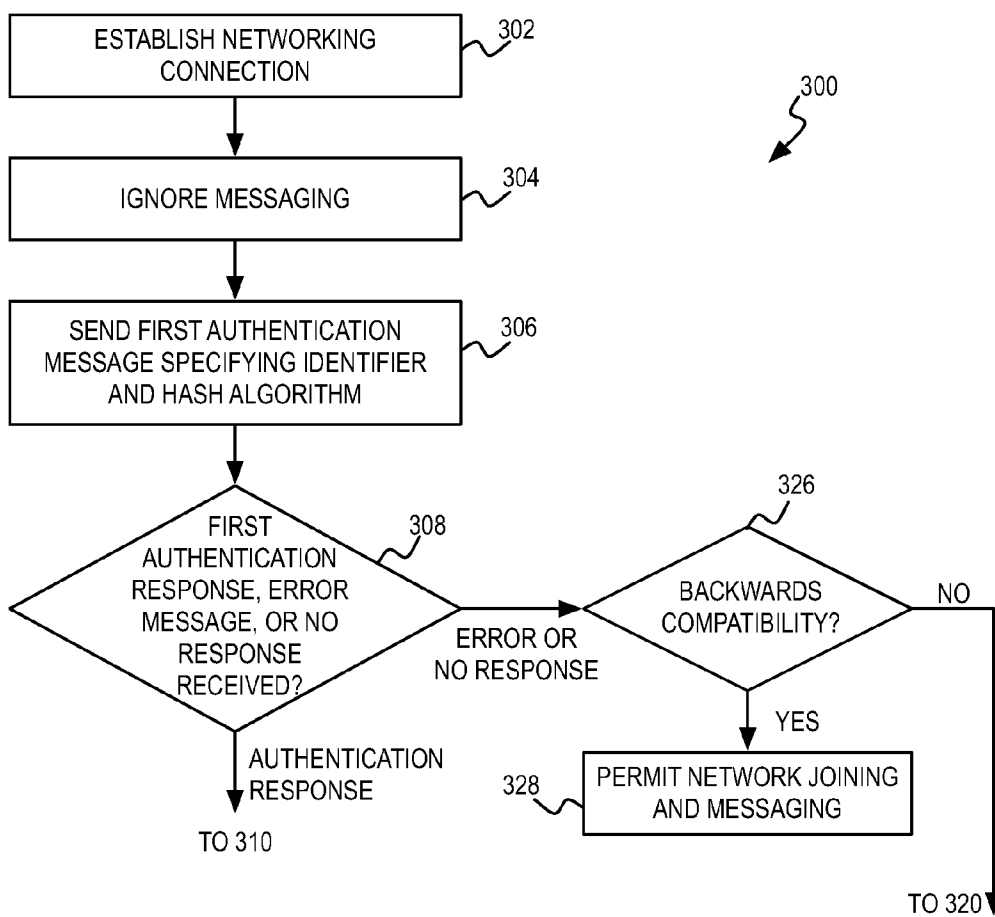 ESTABLISH NETWORKING
CONNECTION
302
300
IGNORE MESSAGING
304
SEND FIRST AUTHENTICATION
MESSAGE SPECIFYING IDENTIFIER
AND HASH ALGORITHM
306
FIRST
AUTHENTICATION
RESPONSE, ERROR
MESSAGE, OR NO
RESPONSE
RECEIVED?
308
ERROR OR
NO RESPONSE
326
BACKWARDS
COMPATIBILITY?
NO
YES
AUTHENTICATION
RESPONSE
TO 310
328
PERMIT NETWORK JOINING
AND MESSAGING
TO 320